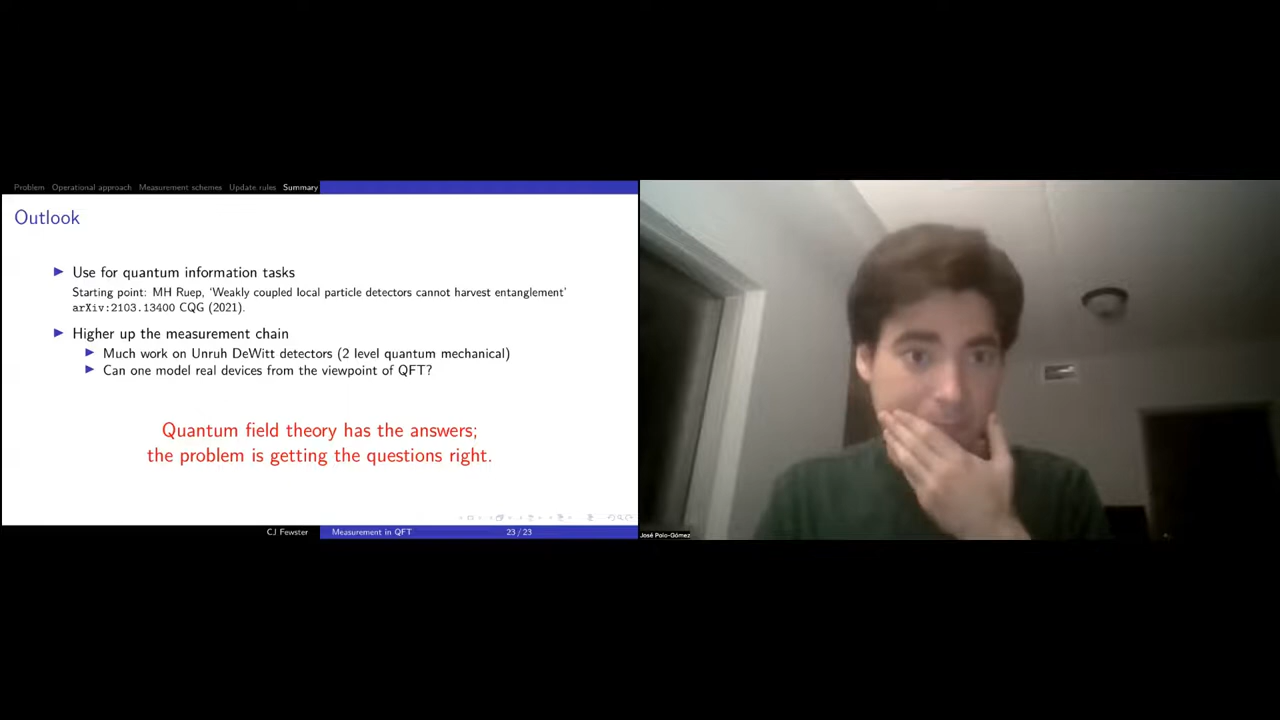 Problem Operational approach Measurement schemes Update rules Summary
Outlook
Use for quantum information tasks
Starting point: MH Ruep, ‘Weakly coupled local particle detectors cannot harvest entanglement’
arXiv:2103.13400 CQG (2021).
Higher up the measurement chain
Much work on Unruh DeWitt detectors (2 level quantum mechanical)
Can one model real devices from the viewpoint of QFT?
Quantum field theory has the answers;
the problem is getting the questions right.
CJ Fewster Measurement in QFT 23 / 23
José Polo-Gómez